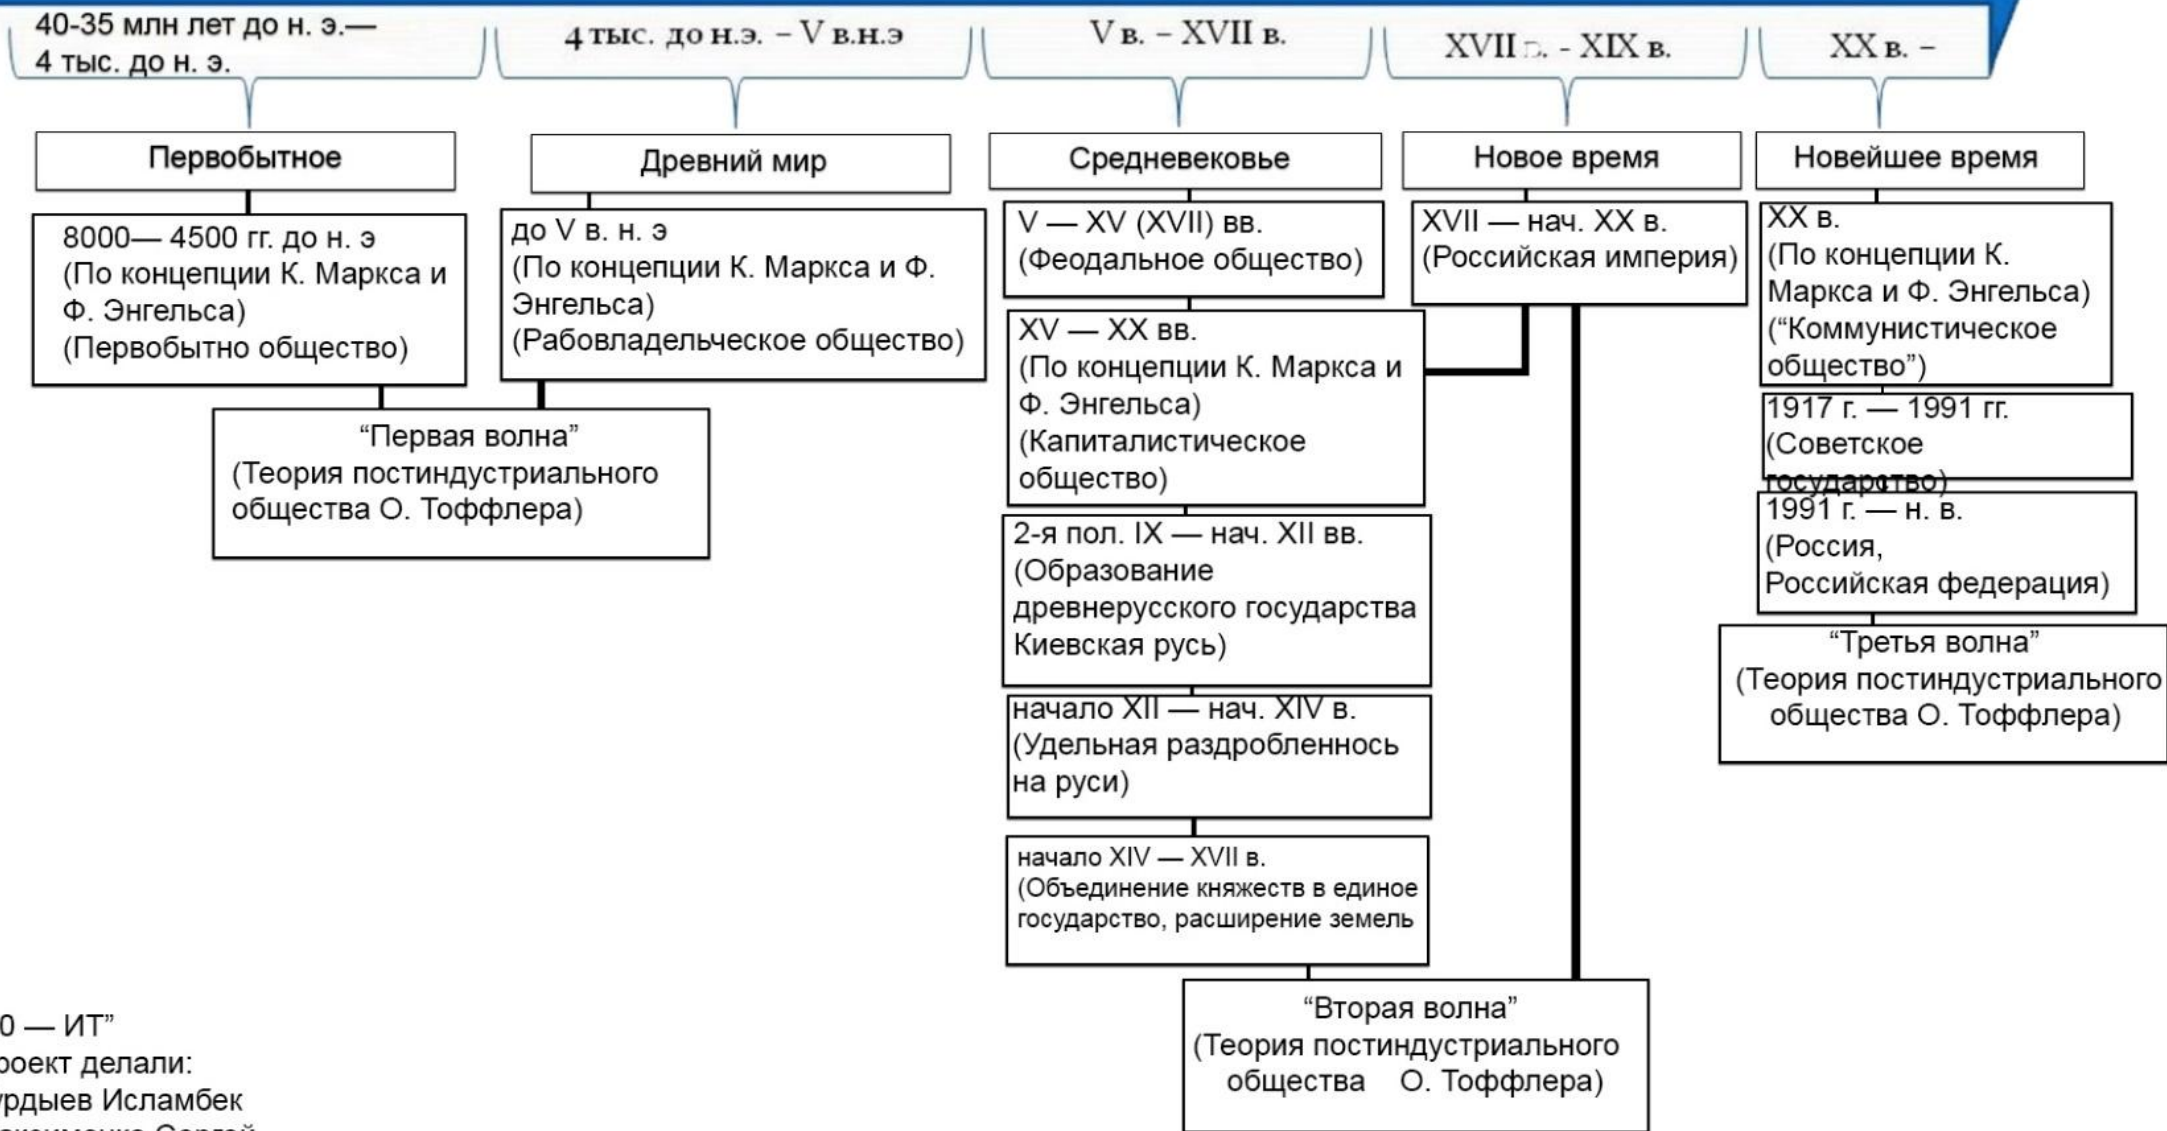 40-35 млн лет до н. э.—
4 тыс. до н. э.
4 тыс. до н.э. – V в.н.э
V в. – XVII в.
XVII в. - XIX в.
XX в. –
Первобытное
Древний мир
Средневековье
Новое время
Новейшее время
8000— 4500 гг. до н. э
(По концепции К. Маркса и
Ф. Энгельса)
(Первобытно общество)
до V в. н. э
(По концепции К. Маркса и Ф.
Энгельса)
(Рабовладельческое общество)
“Первая волна”
(Теория постиндустриального
общества О. Тоффлера)
V — XV (XVII) вв.
(Феодальное общество)
XV — XX вв.
(По концепции К. Маркса и
Ф. Энгельса)
(Капиталистическое
общество)
2-я пол. IX — нач. XII вв.
(Образование
древнерусского государства
Киевская русь)
начало XII — нач. XIV в.
(Удельная раздробленнось
на руси)
начало XIV — XVII в.
(Объединение княжеств в единое
государство, расширение земель
XVII — нач. XX в.
(Российская империя)
“Вторая волна”
(Теория постиндустриального
общества О. Тоффлера)
XX в.
(По концепции К.
Маркса и Ф. Энгельса)
(“Коммунистическое
общество”)
1917 г. — 1991 гг.
(Советское
государство)
1991 г. — н. в.
(Россия,
Российская федерация)
“Третья волна”
(Теория постиндустриального
общества О. Тоффлера)
0 — ИТ”
роект делали:
урдыев Исламбек